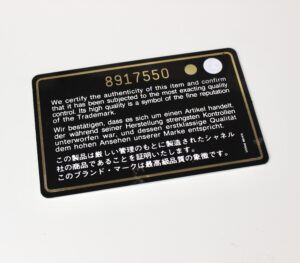 8917550
We certify the authenticity of this item and confirm
that it has been subjected to the most exacting quality
control. Its high quality is a symbol of the fine reputation
of the Trademark.
Wir bestätigen, dass es sich um einen Artikel handelt,
der während seiner Herstellung strengsten Kontrollen
unterworfen war, und dessen erstklassige Qualität
dem hohen Ansehen unserer Marke entspricht.
この製品は厳しい管理のもとに製造されたシャネル
社の商品であることを証明いたします。
このブランド・マークは最高級品質の象徴です。